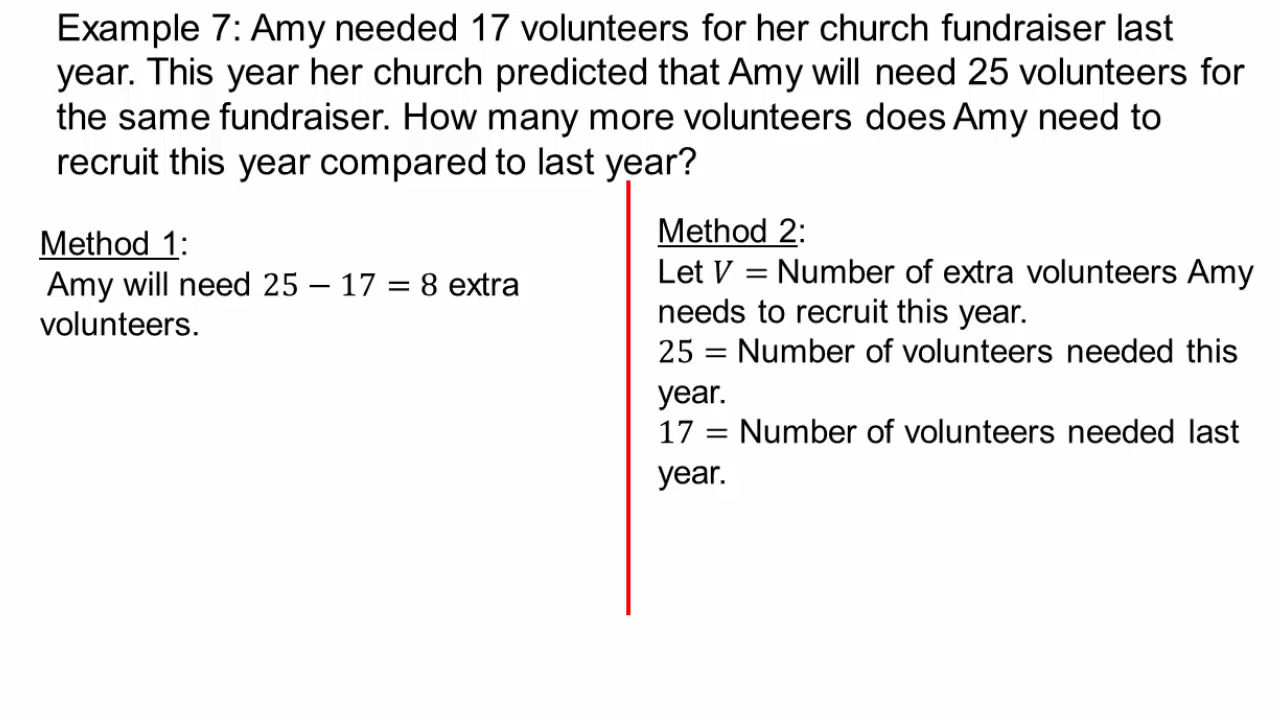 Example 7: Amy needed 17 volunteers for her church fundraiser last
year. This year her church predicted that Amy will need 25 volunteers for
the same fundraiser. How many more volunteers does Amy need to
recruit this year compared to last year?
Method 1:
Amy will need 25 − 17 = 8 extra
volunteers.
Method 2:
Let V = Number of extra volunteers Amy
needs to recruit this year.
25 = Number of volunteers needed this
year.
17 = Number of volunteers needed last
year.